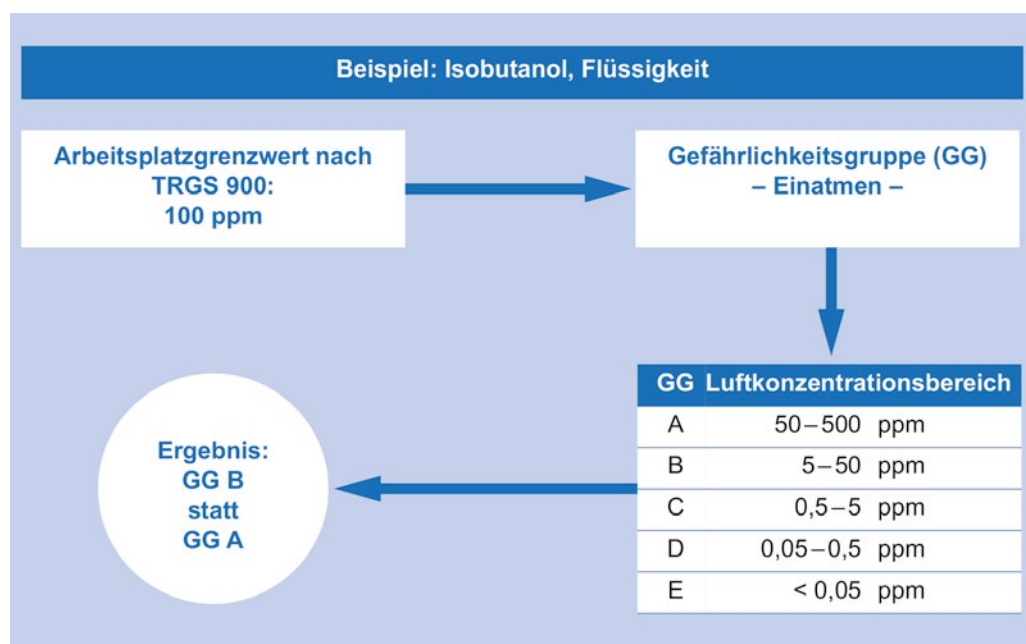 Beispiel: Isobutanol, Flüssigkeit
Arbeitsplatzgrenzwert nach
TRGS 900:
100 ppm
Gefährlichkeitsgruppe (GG)
– Einatmen –
GG Luftkonzentrationsbereich
A 50–500 ppm
B 5–50 ppm
C 0,5–5 ppm
D 0,05–0,5 ppm
E < 0,05 ppm
Ergebnis:
GG B
statt
GG A